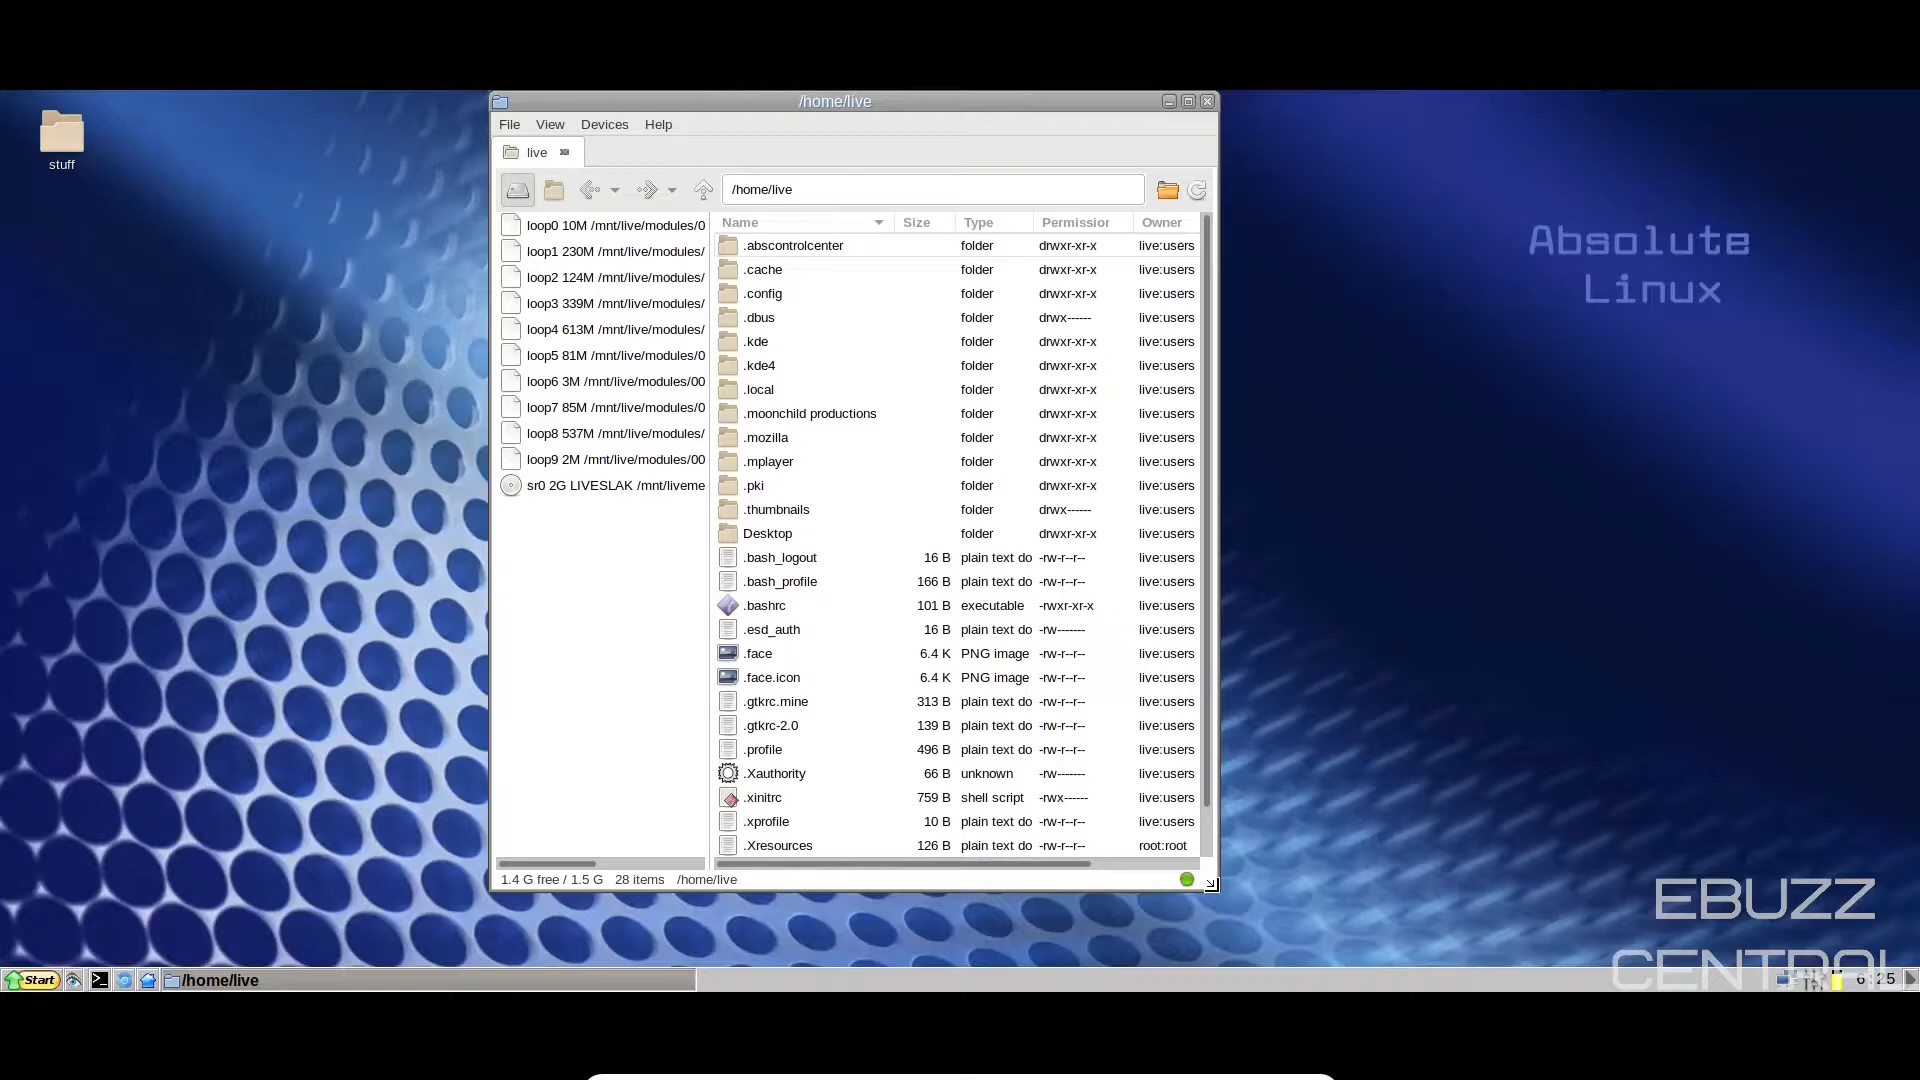 /home/live
File View Devices Help
live
/home/live
stuff
Absolute
Linux
loop0 10M /mnt/live/modules/0
loop1 230M /mnt/live/modules/
loop2 124M /mnt/live/modules/
loop3 339M /mnt/live/modules/
loop4 613M /mnt/live/modules/
loop5 81M /mnt/live/modules/0
loop6 3M /mnt/live/modules/00
loop7 85M /mnt/live/modules/0
loop8 537M /mnt/live/modules/
loop9 2M /mnt/live/modules/00
sr0 2G LIVESLAK /mnt/liveme
Name Size Type Permission Owner
.abscontrolcenter folder drwxr-xr-x live:users
.cache folder drwxr-xr-x live:users
.config folder drwxr-xr-x live:users
.dbus folder drwx------ live:users
.kde folder drwxr-xr-x live:users
.kde4 folder drwxr-xr-x live:users
.local folder drwxr-xr-x live:users
.moonchild productions folder drwxr-xr-x live:users
.mozilla folder drwxr-xr-x live:users
.mplayer folder drwxr-xr-x live:users
.pki folder drwxr-xr-x live:users
.thumbnails folder drwx------ live:users
Desktop folder drwxr-xr-x live:users
.bash_logout 16 B plain text do -rw-r--r-- live:users
.bash_profile 166 B plain text do -rw-r--r-- live:users
.bashrc 101 B executable -rwxr-xr-x live:users
.esd_auth 16 B plain text do -rw------- live:users
.face 6.4 K PNG image -rw-r--r-- live:users
.face.icon 6.4 K PNG image -rw-r--r-- live:users
.gtkrc.mine 313 B plain text do -rw-r--r-- live:users
.gtkrc-2.0 139 B plain text do -rw-r--r-- live:users
.profile 496 B plain text do -rw-r--r-- live:users
.Xauthority 66 B unknown -rw------- live:users
.xinitrc 759 B shell script -rwx------ live:users
.xprofile 10 B plain text do -rw-r--r-- live:users
.Xresources 126 B plain text do -rw-r--r-- root:root
1.4 G free / 1.5 G 28 items /home/live
EBUZZ
CENTRAL
Start /home/live 6:25